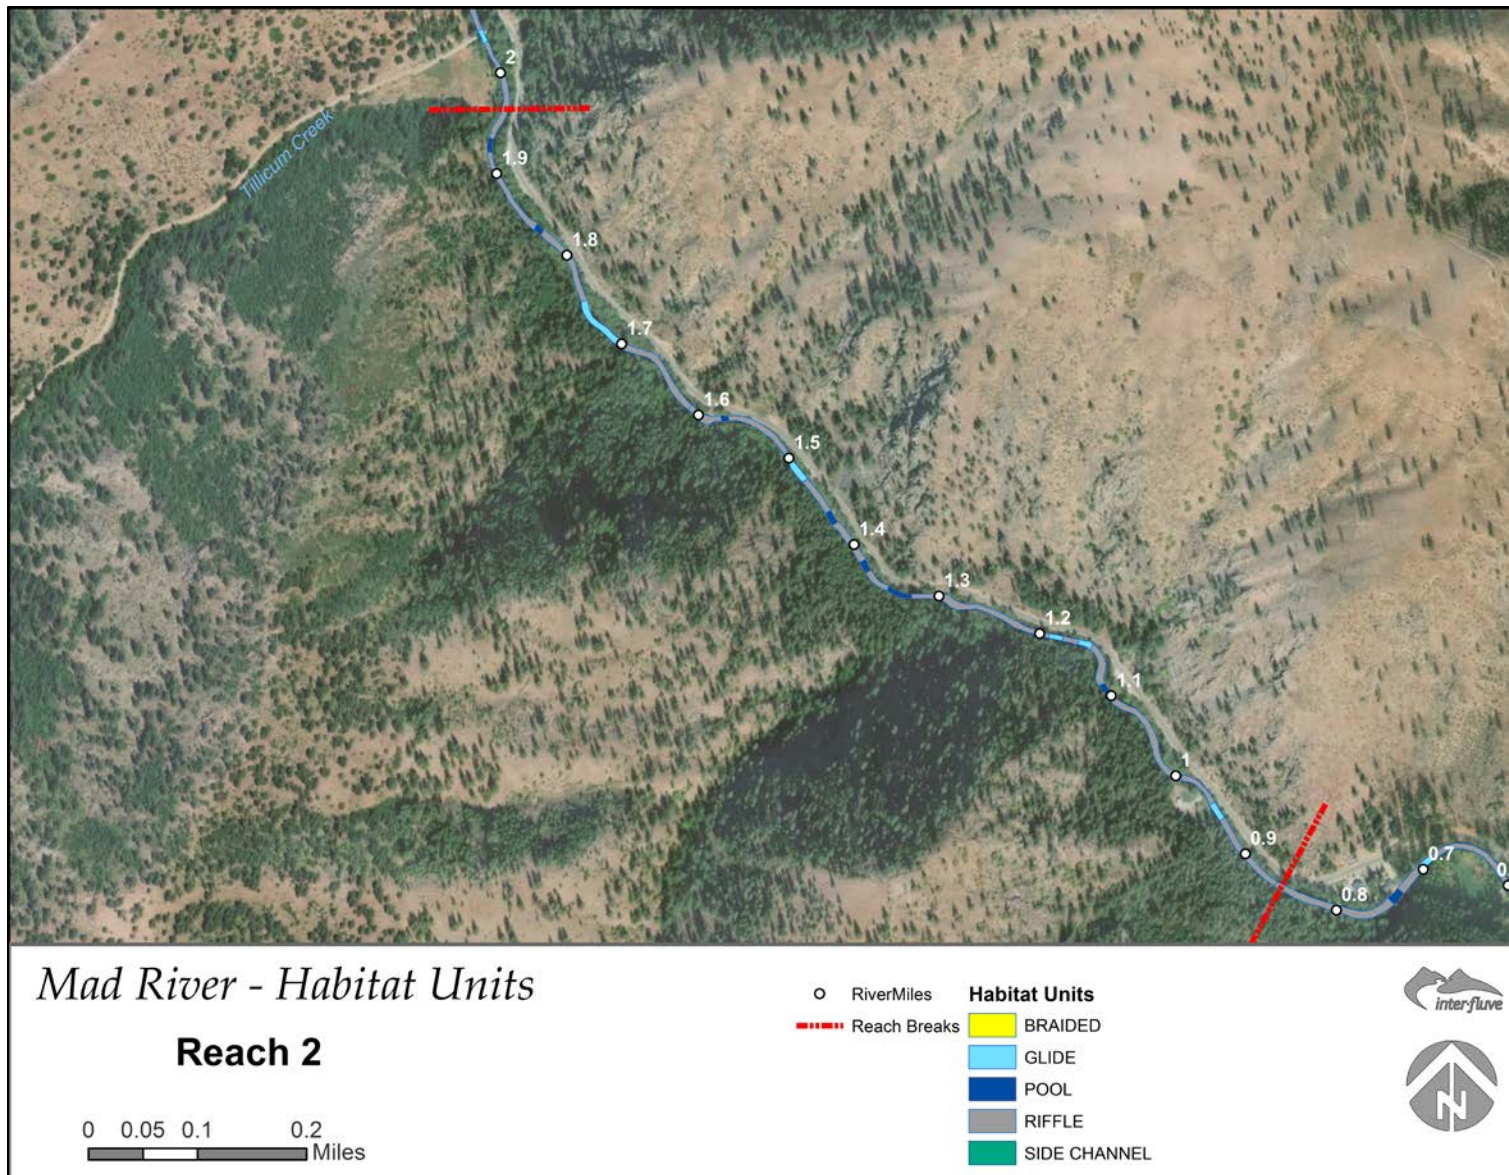 2
Tillicum Creek
1.9
1.8
1.7
1.6
1.5
1.4
1.3
1.2
1.1
1
0.9
0.8
0.7
0.
Mad River - Habitat Units
Reach 2
0 0.05 0.1 0.2
Miles
RiverMiles
Reach Breaks
Habitat Units
BRAIDED
GLIDE
POOL
RIFFLE
SIDE CHANNEL
inter-fluve
N